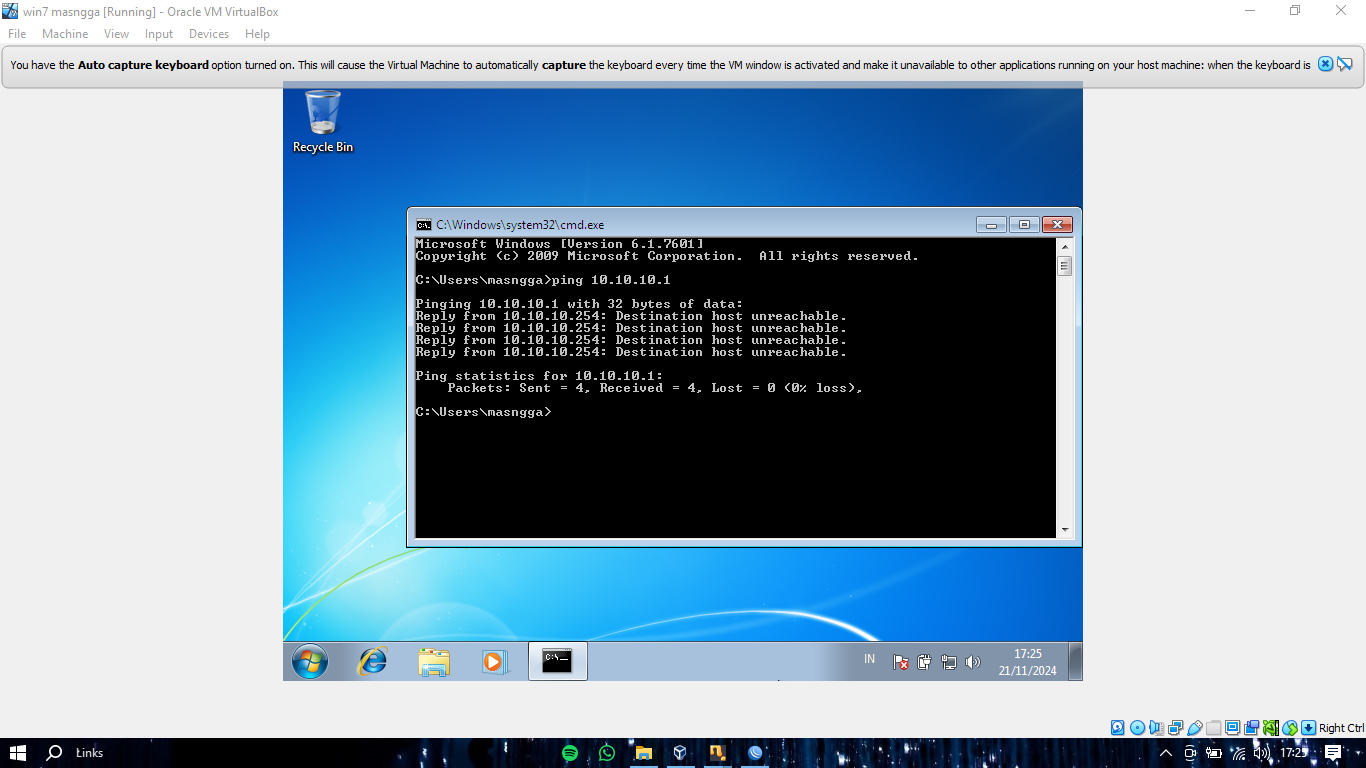 win7 masngga [Running] - Oracle VM VirtualBox
File Machine View Input Devices Help
You have the Auto capture keyboard option turned on. This will cause the Virtual Machine to automatically capture the keyboard every time the VM window is activated and make it unavailable to other applications running on your host machine: when the keyboard is
Recycle Bin
C:\Windows\system32\cmd.exe
Microsoft Windows [Version 6.1.7601]
Copyright (c) 2009 Microsoft Corporation.  All rights reserved.
C:\Users\masngga>ping 10.10.10.1
Pinging 10.10.10.1 with 32 bytes of data:
Reply from 10.10.10.254: Destination host unreachable.
Reply from 10.10.10.254: Destination host unreachable.
Reply from 10.10.10.254: Destination host unreachable.
Reply from 10.10.10.254: Destination host unreachable.
Ping statistics for 10.10.10.1:
    Packets: Sent = 4, Received = 4, Lost = 0 (0% loss),
C:\Users\masngga>
IN
17:25
21/11/2024
Right Ctrl
Łinks
17:25